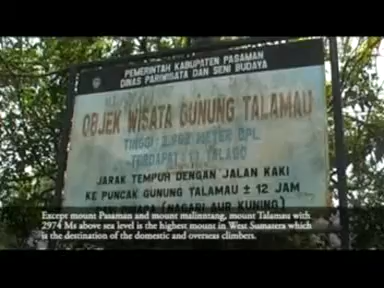 PEMERINTAH KABUPATEN PASAMAN
DINAS PARIWISATA DAN SENI BUDAYA
OBJEK WISATA GUNUNG TALAMAU
TINGGI METER DPL
TERDAPAT TALAGO
JARAK TEMPUR DENGAN JALAN KAKI
KE PUNCAK GUNUNG TALAMAU ± 12 JAM
(NAGARI AUR KUNING)
Except mount Pasaman and mount malinntang, mount Talamau with
2974 Ms above sea level is the highest mount in West Sumatera which
is the destination of the domestic and overseas climbers.